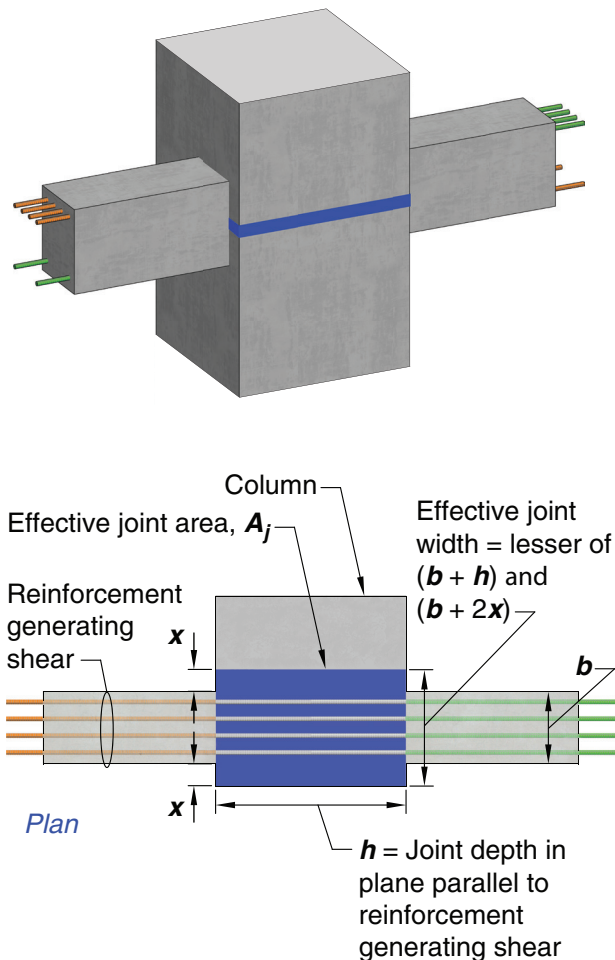 Column
Effective joint area, A_j
Effective joint
width = lesser of
(b + h) and
(b + 2x)
Reinforcement
generating
shear
x
b
x
Plan
h = Joint depth in
plane parallel to
reinforcement
generating shear